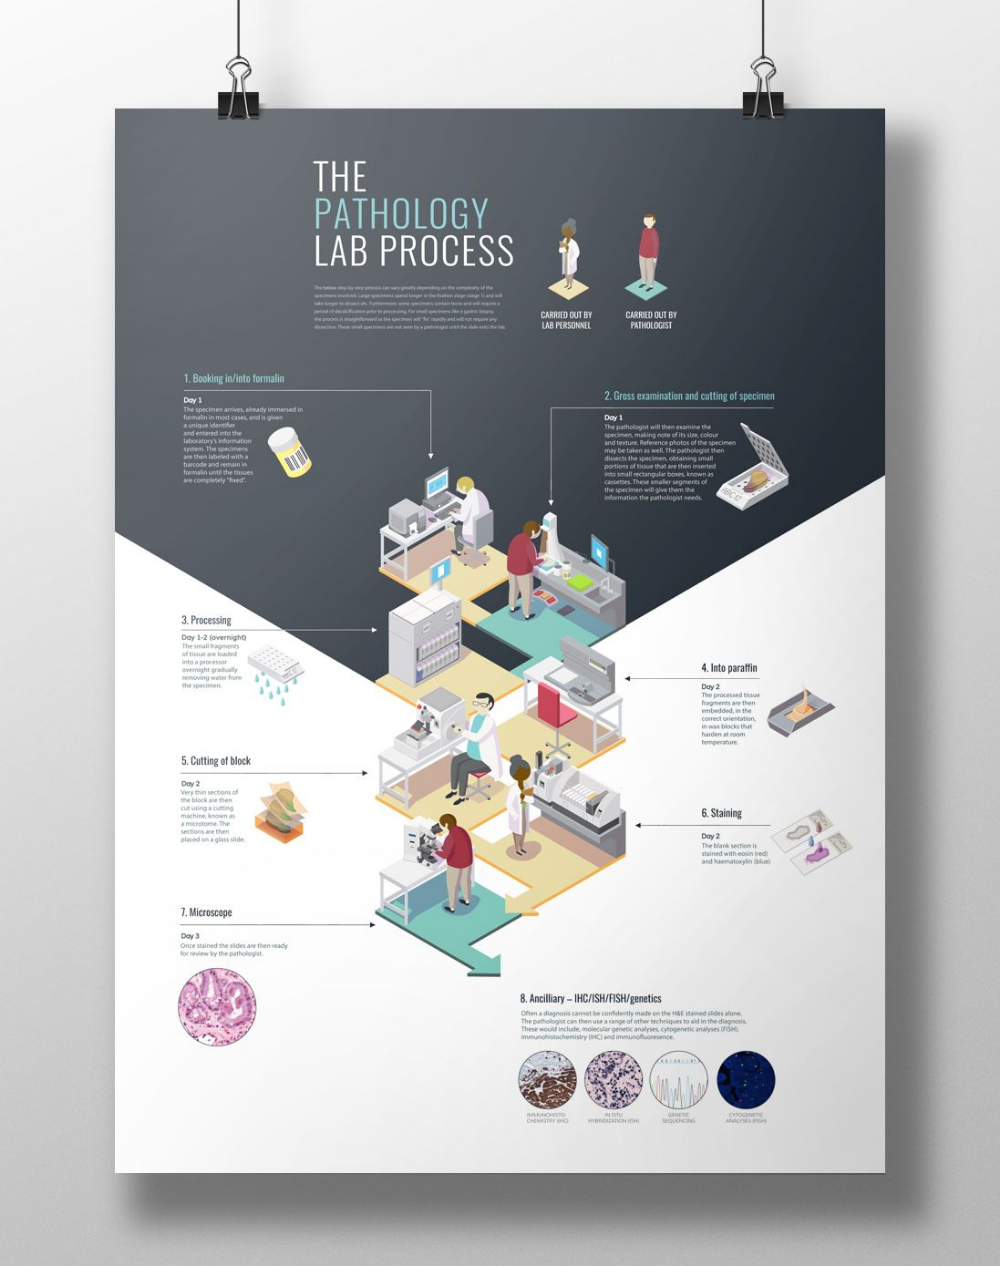 THE
PATHOLOGY
LAB PROCESS
The below step-by-step process can vary greatly depending on the complexity of the
specimens involved. Large specimens spend longer in the fixation stage (stage 1) and will
take longer to dissect etc. Furthermore, some specimens contain bone and will require a
period of decalcification prior to processing. For small specimens like a gastric biopsy,
the process is straightforward as the specimen will "fix" rapidly and will not require any
dissection. These small specimens are not seen by a pathologist until the slide exits the lab.
CARRIED OUT BY
LAB PERSONNEL
CARRIED OUT BY
PATHOLOGIST
1. Booking in/into formalin
Day 1
The specimen arrives, already immersed in
formalin in most cases, and is given
a unique identifier
and entered into the
laboratory's information
system. The specimens
are then labeled with a
barcode and remain in
formalin until the tissues
are completely "fixed".
2. Gross examination and cutting of specimen
Day 1
The pathologist will then examine the
specimen, making note of its size, colour
and texture. Reference photos of the specimen
may be taken as well. The pathologist then
dissects the specimen, obtaining small
portions of tissue that are then inserted
into small rectangular boxes, known as
cassettes. These smaller segments of
the specimen will give them the
information the pathologist needs.
3. Processing
Day 1-2 (overnight)
The small fragments
of tissue are loaded
into a processor
overnight gradually
removing water from
the specimen.
4. Into paraffin
Day 2
The processed tissue
fragments are then
embedded, in the
correct orientation,
in wax blocks that
harden at room
temperature.
5. Cutting of block
Day 2
Very thin sections of
the block are then
cut using a cutting
machine, known as
a microtome. The
sections are then
placed on a glass slide.
6. Staining
Day 2
The blank section is
stained with eosin (red)
and haematoxylin (blue)
7. Microscope
Day 3
Once stained the slides are then ready
for review by the pathologist.
8. Ancilliary – IHC/ISH/FISH/genetics
Often a diagnosis cannot be confidently made on the H&E stained slides alone.
The pathologist can then use a range of other techniques to aid in the diagnosis.
These would include, molecular genetic analyses, cytogenetic analyses (FISH),
immunohistochemistry (IHC) and immunofluoresence.
IMMUNOHISTO-
CHEMISTRY (IHC)
IN SITU
HYBRIDIZATION (ISH)
GENETIC
SEQUENCING
CYTOGENETIC
ANALYSES (FISH)